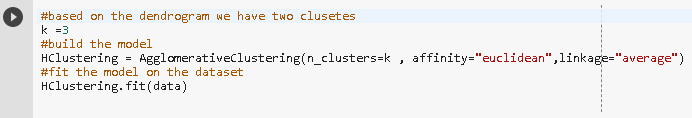 #based on the dendrogram we have two clusetes
k =3
#build the model
HClustering = AgglomerativeClustering(n_clusters=k , affinity="euclidean",linkage="average")
#fit the model on the dataset
HClustering.fit(data)